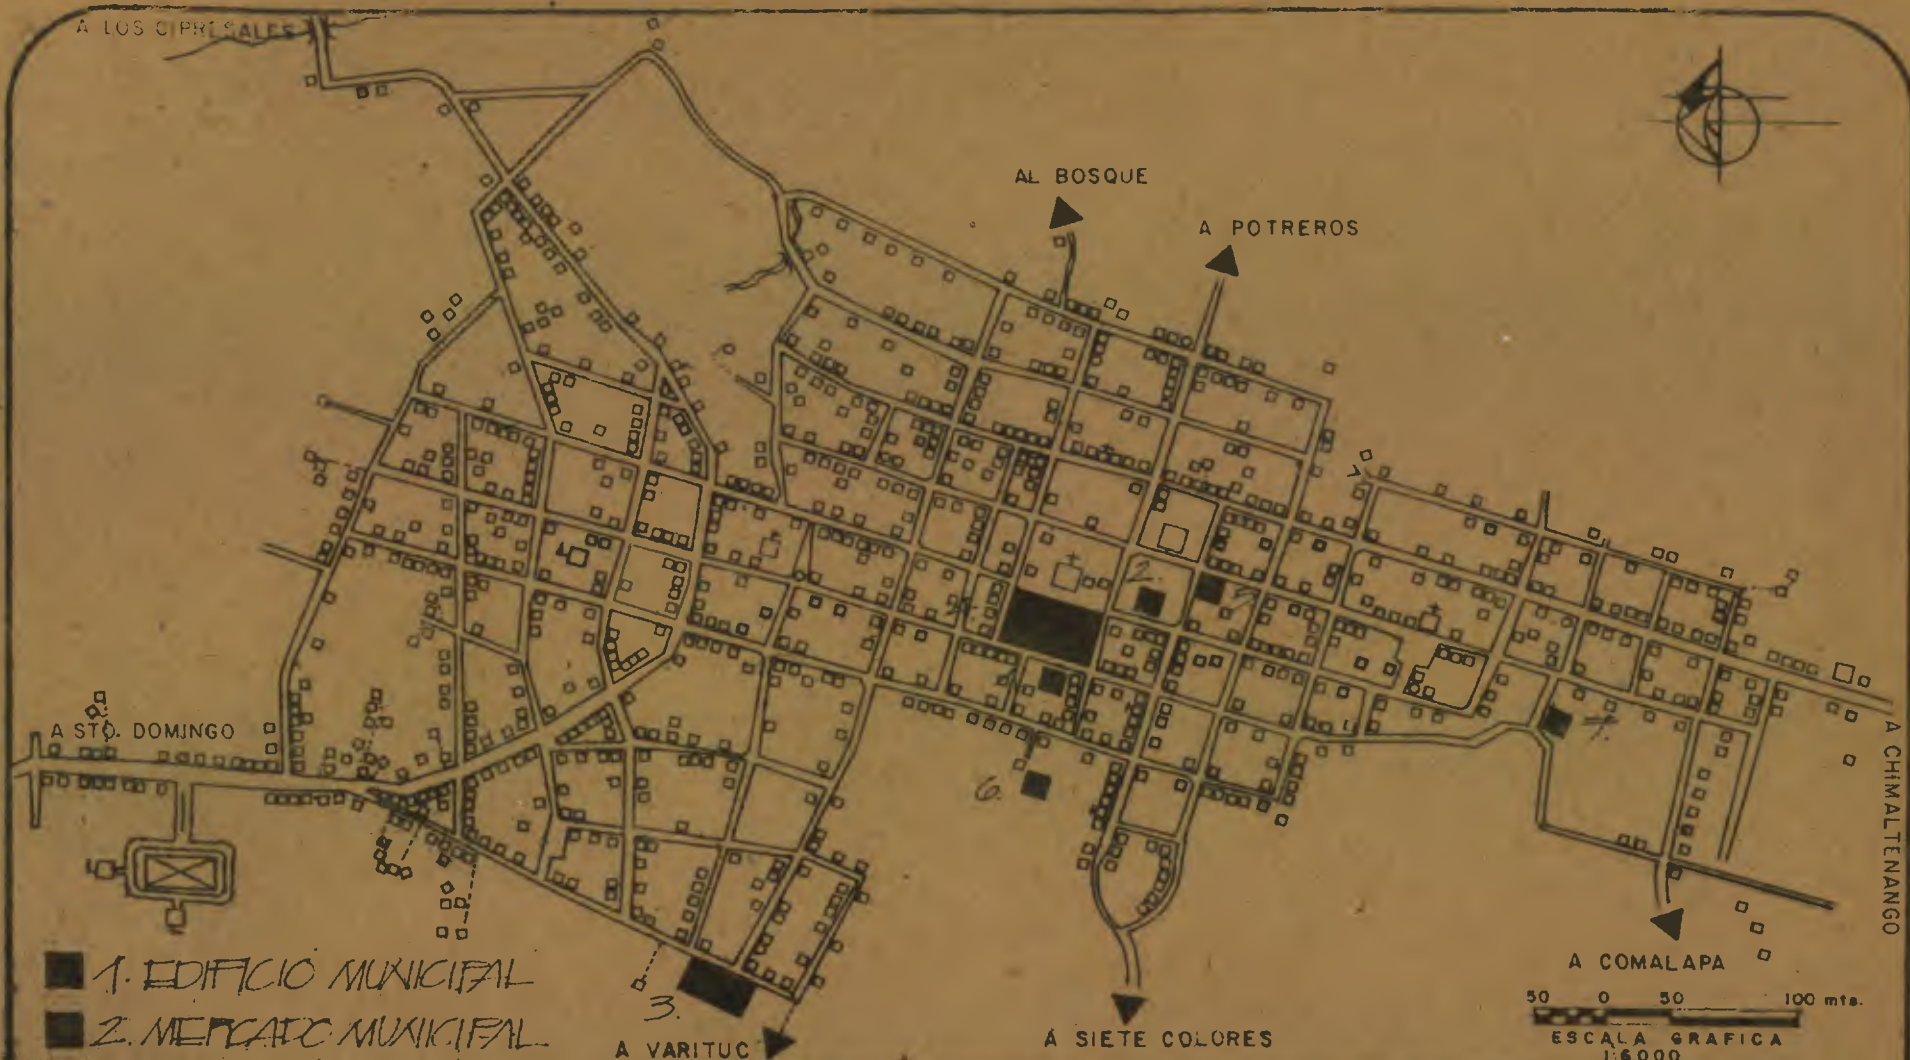 A LOS CIPRESALES
AL BOSQUE
A POTREROS
2.
6.
7.
A STO. DOMINGO
A CHIMALTENANGO
1. EDIFICIO MUNICIPAL
2. MERCADO MUNICIPAL
3.
A VARITUC
A SIETE COLORES
A COMALAPA
50 0 50 100 mts.
ESCALA GRAFICA
1:6000